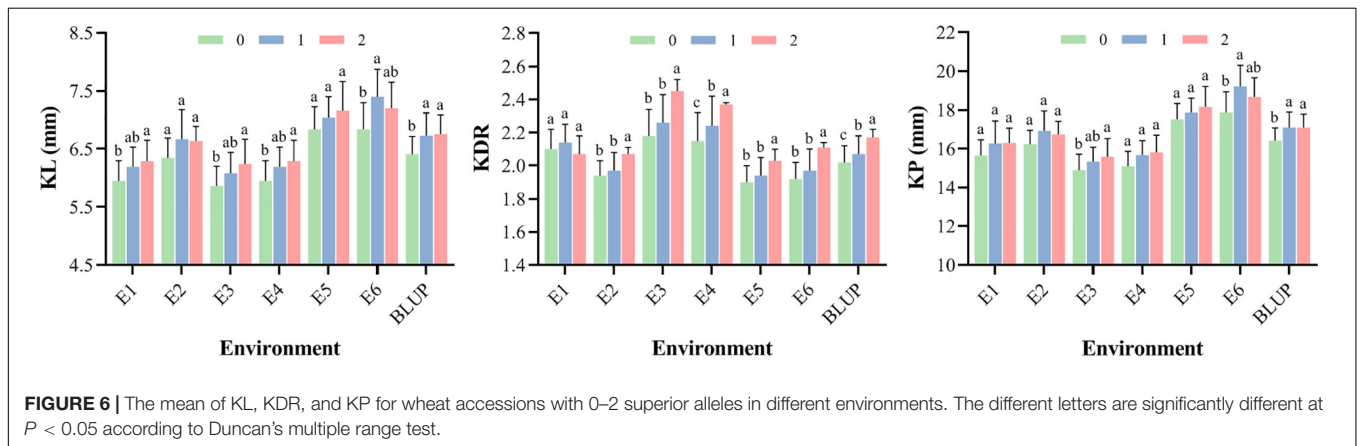 8.5
7.5
6.5
5.5
4.5
KL (mm)
0 1 2
b ab a
a a a
b ab a
b ab a
a a a
b a ab
b a a
E1 E2 E3 E4 E5 E6 BLUP
Environment
2.8
2.6
2.4
2.2
2.0
1.8
1.6
1.4
KDR
0 1 2
a a a
b b a
b b a
c b a
b b a
b b a
c b a
E1 E2 E3 E4 E5 E6 BLUP
Environment
22
20
18
16
14
12
10
KP (mm)
0 1 2
a a a
a a a
b ab a
a a a
a a a
b a ab
b a a
E1 E2 E3 E4 E5 E6 BLUP
Environment
FIGURE 6 | The mean of KL, KDR, and KP for wheat accessions with 0–2 superior alleles in different environments. The different letters are significantly different at
P < 0.05 according to Duncan's multiple range test.